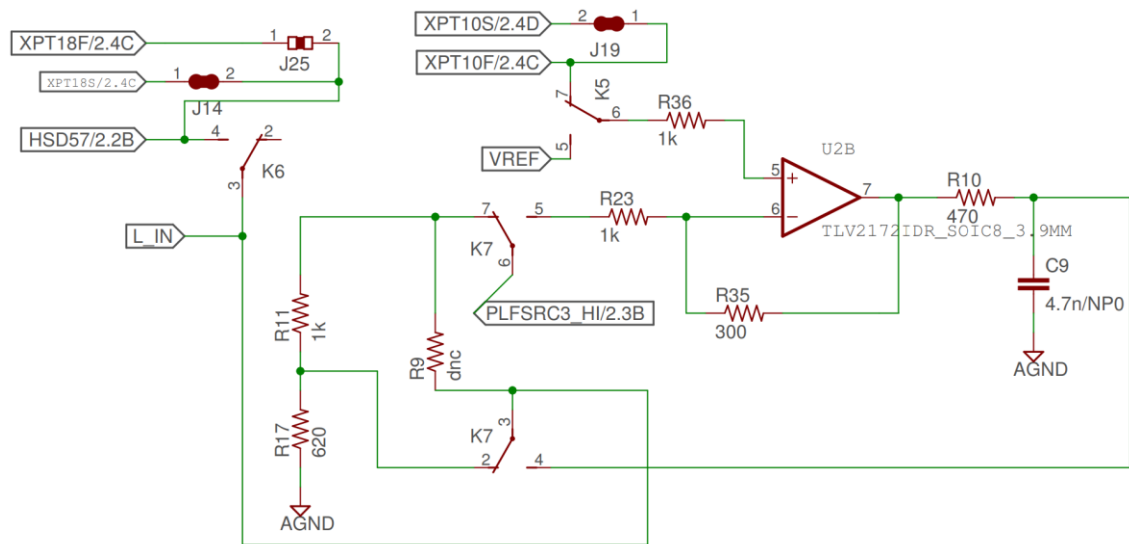 XPT10S/2.4D
2
1
J19
XPT18F/2.4C
1
2
J25
XPT10F/2.4C
XPT18S/2.4C
1
2
J14
7
K5
6
R36
1k
HSD57/2.2B
4
2
K6
3
VREF
5
U2B
5
+
7
6
−
R10
470
TLV2172IDR_SOIC8_3.9MM
L_IN
7
5
K7
6
R23
1k
C9
4.7n/NP0
AGND
R35
300
PLFSRC3_HI/2.3B
R11
1k
R9
dnc
R17
620
K7
3
2
4
AGND